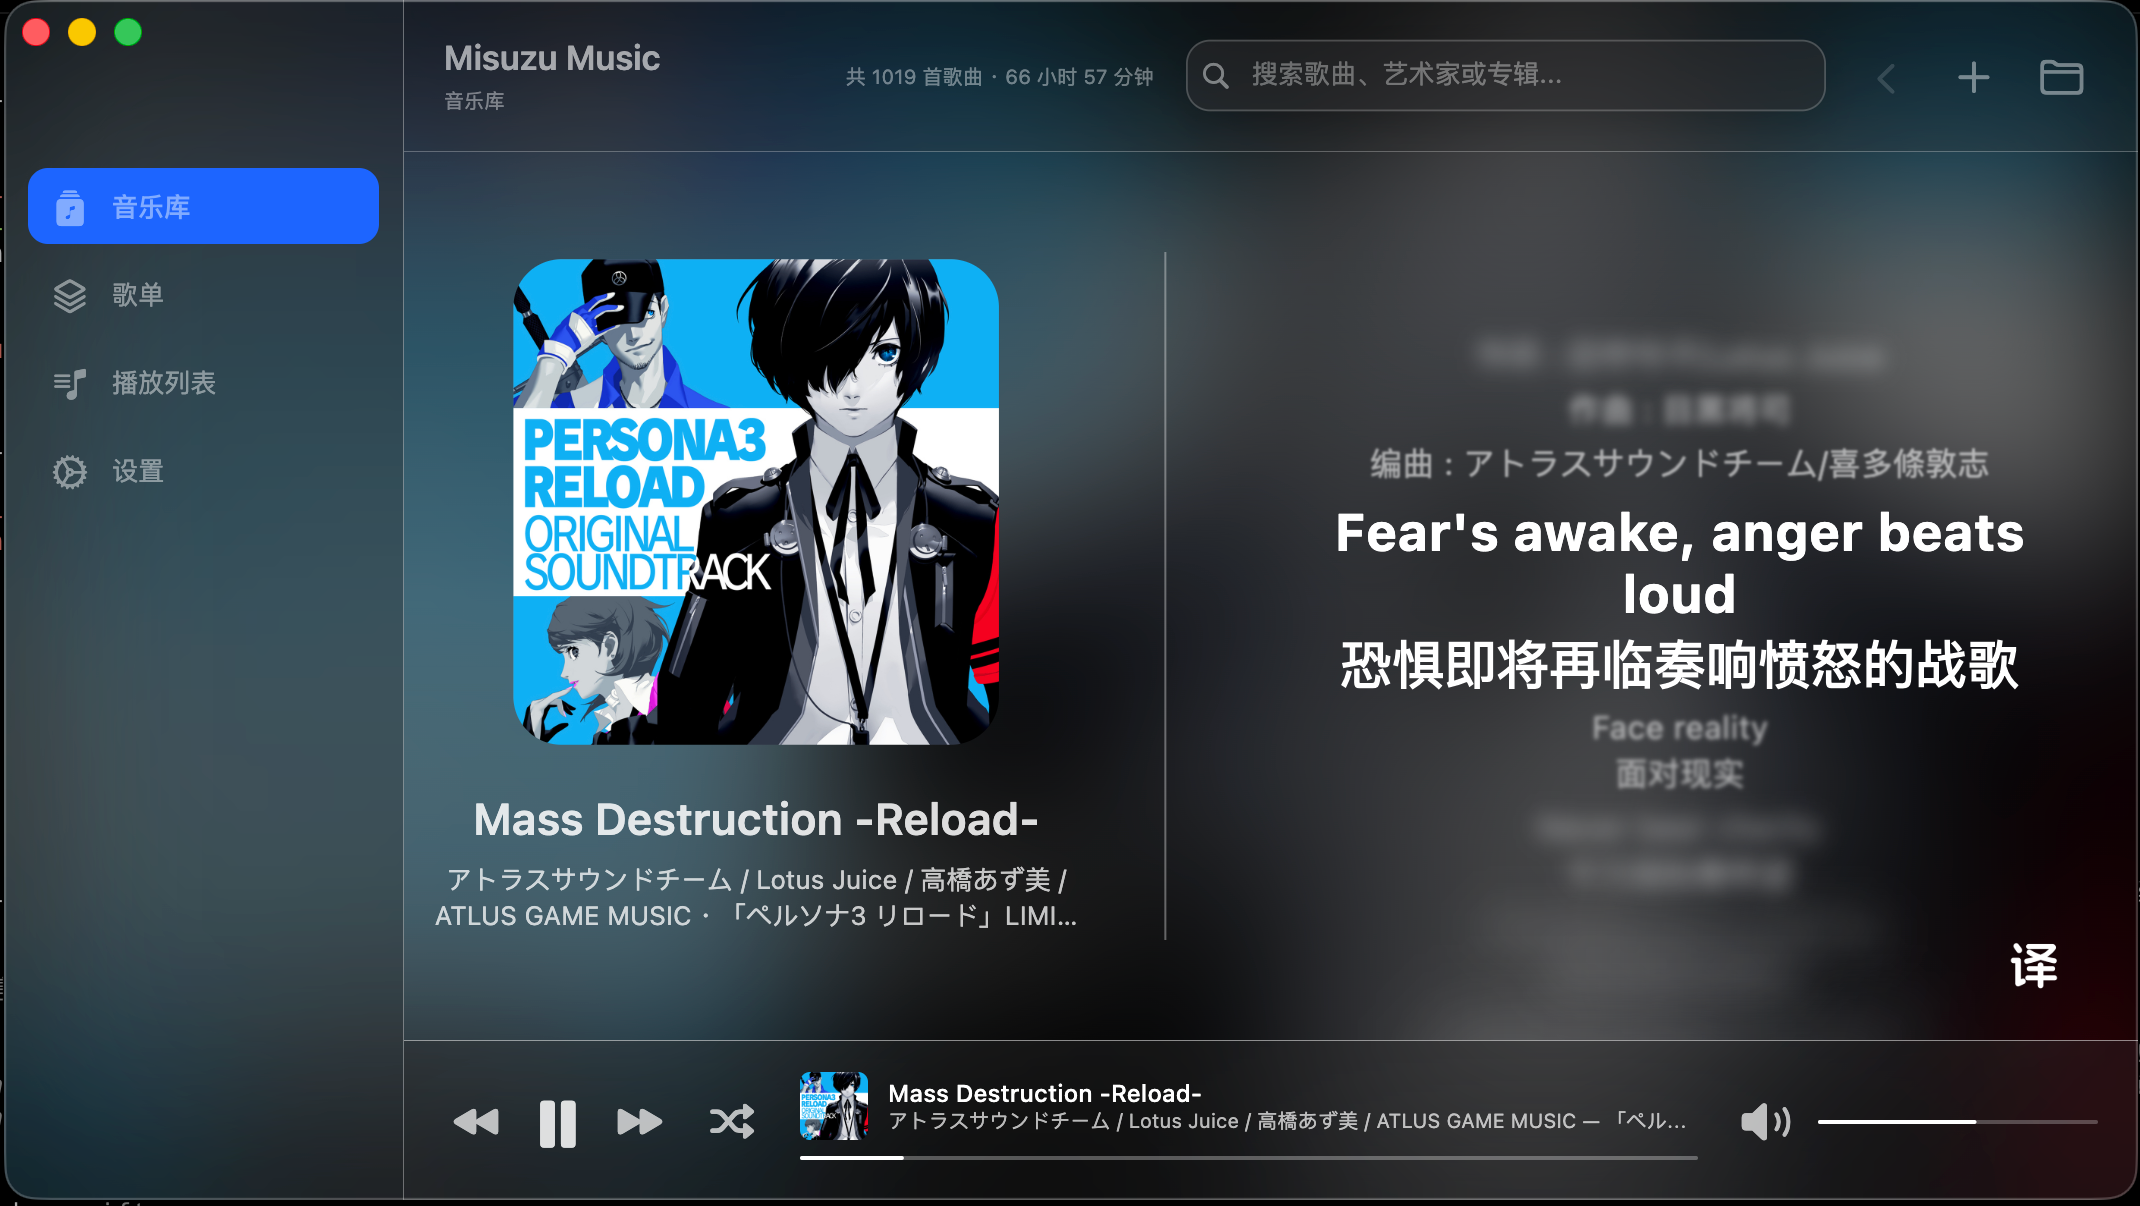 Misuzu Music
音乐库
共 1019 首歌曲 · 66 小时 57 分钟
搜索歌曲、艺术家或专辑...
音乐库
歌单
播放列表
设置
PERSONA3
RELOAD
ORIGINAL
SOUNDTRACK
Mass Destruction -Reload-
アトラスサウンドチーム / Lotus Juice / 高橋あず美 /
ATLUS GAME MUSIC · 「ペルソナ3 リロード」LIMI...
作曲：目黒将司
编曲：アトラスサウンドチーム/喜多條敦志
Fear's awake, anger beats
loud
恐惧即将再临奏响愤怒的战歌
Face reality
面对现实
译
Mass Destruction -Reload-
アトラスサウンドチーム / Lotus Juice / 高橋あず美 / ATLUS GAME MUSIC — 「ペル...